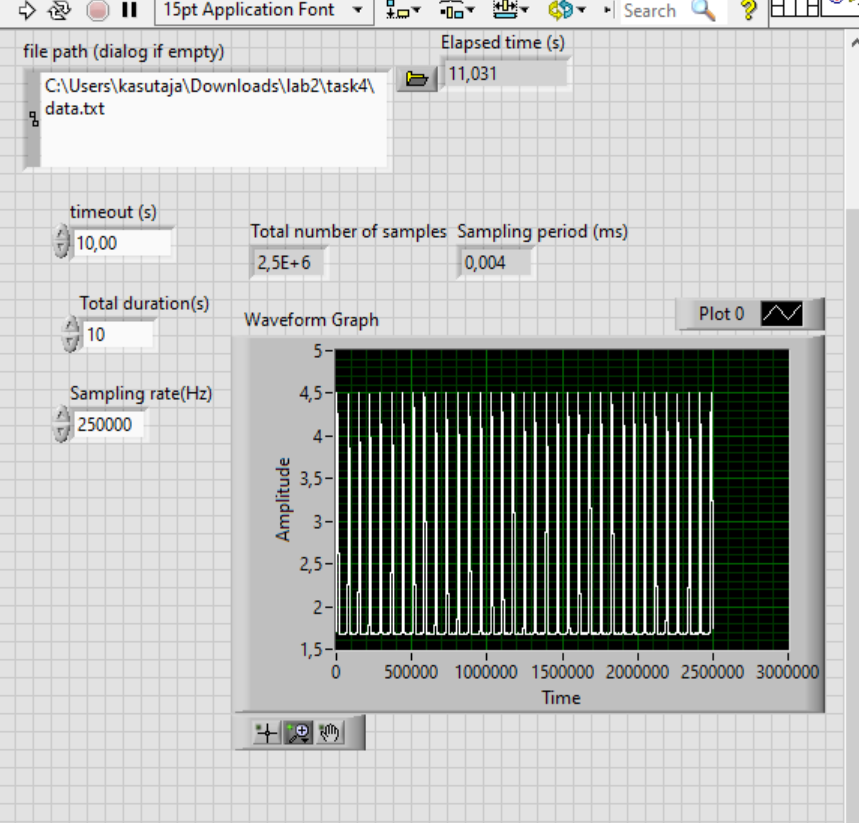 15pt Application Font
Search
file path (dialog if empty)
Elapsed time (s)
C:\Users\kasutaja\Downloads\lab2\task4\
data.txt
11,031
timeout (s)
10,00
Total number of samples
Sampling period (ms)
2,5E+6
0,004
Total duration(s)
10
Sampling rate(Hz)
250000
Waveform Graph
Plot 0
5
4,5
4
3,5
3
2,5
2
1,5
Amplitude
0
500000
1000000
1500000
2000000
2500000
3000000
Time